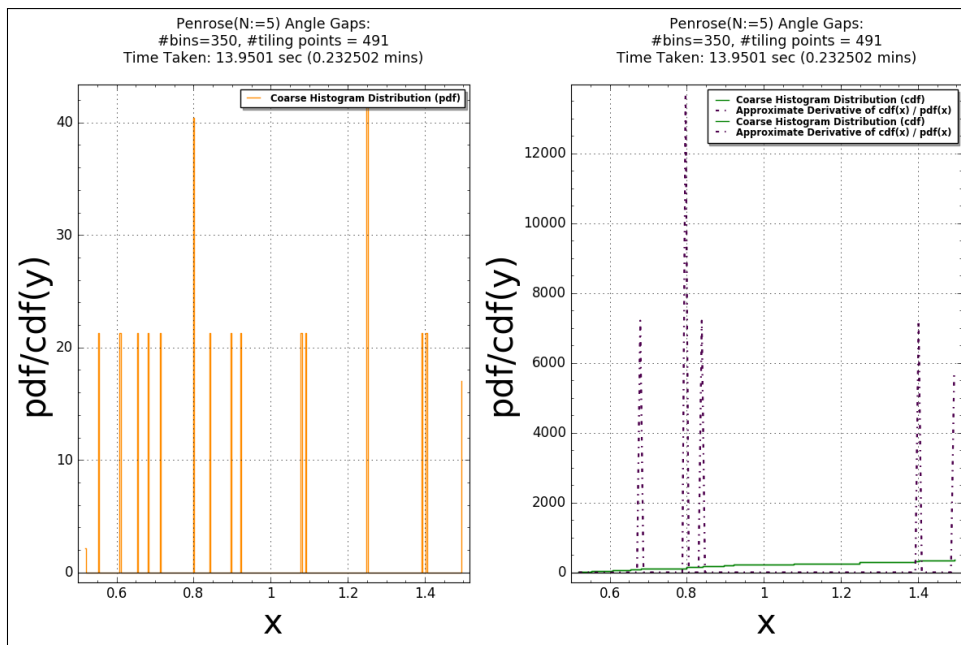 Penrose(N:=5) Angle Gaps:
#bins=350, #tiling points = 491
Time Taken: 13.9501 sec (0.232502 mins)
Coarse Histogram Distribution (pdf)
40
30
20
10
0
0.6
0.8
1
1.2
1.4
pdf/cdf(y)
x
Penrose(N:=5) Angle Gaps:
#bins=350, #tiling points = 491
Time Taken: 13.9501 sec (0.232502 mins)
Coarse Histogram Distribution (cdf)
Approximate Derivative of cdf(x) / pdf(x)
Coarse Histogram Distribution (cdf)
Approximate Derivative of cdf(x) / pdf(x)
12000
10000
8000
6000
4000
2000
0
0.6
0.8
1
1.2
1.4
pdf/cdf(y)
x